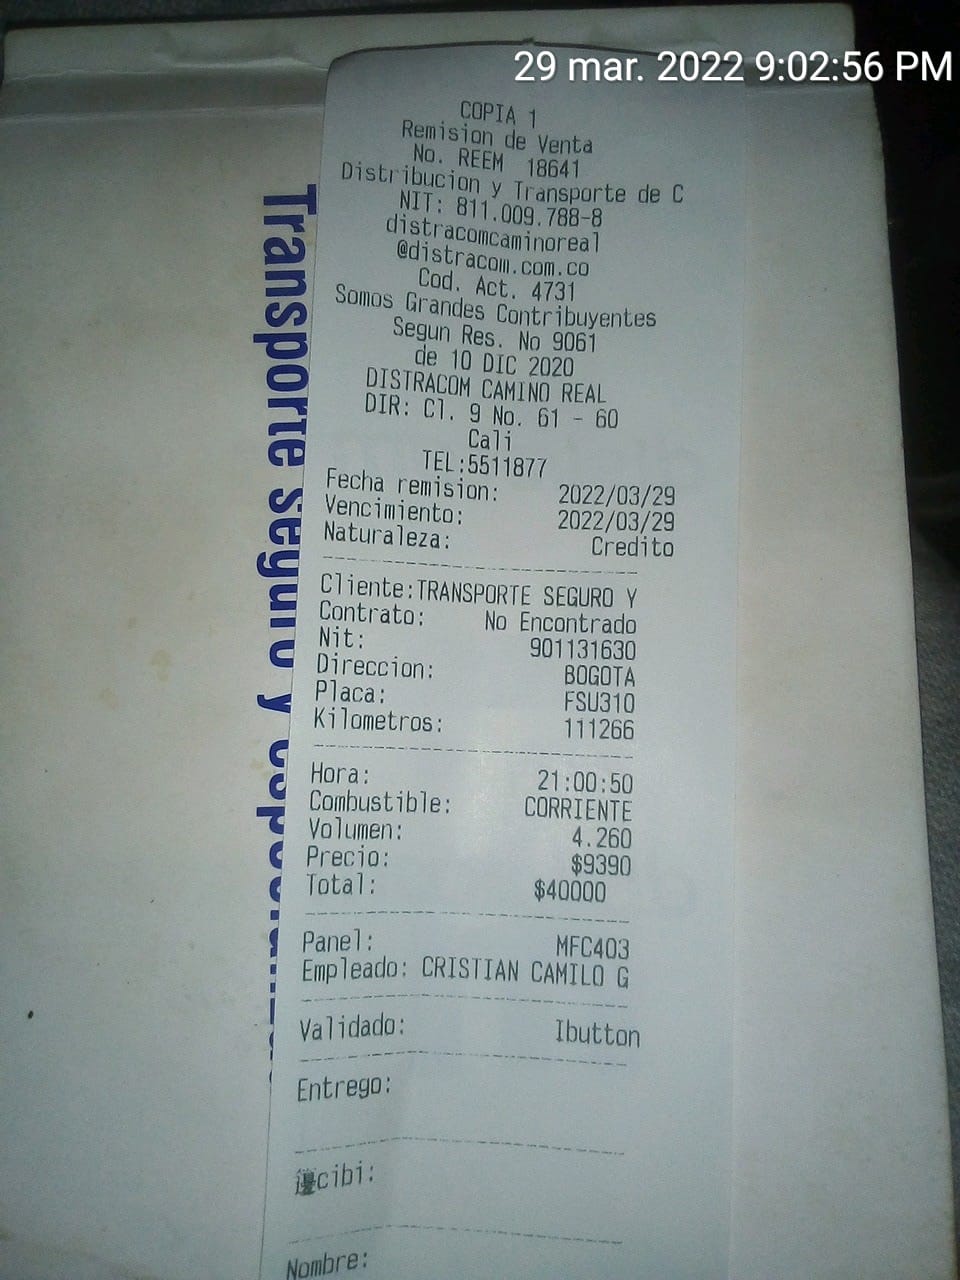 29 mar. 2022 9:02:56 PM
COPIA 1
Remision de Venta
No. REEM 18641
Distribucion y Transporte de C
NIT: 811.009.788-8
distracomcaminoreal
@distracom.com.co
Cod. Act. 4731
Somos Grandes Contribuyentes
Segun Res. No 9061
de 10 DIC 2020
DISTRACOM CAMINO REAL
DIR: Cl. 9 No. 61 - 60
Cali
TEL:5511877
Fecha remision: 2022/03/29
Vencimiento: 2022/03/29
Naturaleza: Credito
Cliente:TRANSPORTE SEGURO Y
Contrato: No Encontrado
Nit: 901131630
Direccion: BOGOTA
Placa: FSU310
Kilometros: 111266
Hora: 21:00:50
Combustible: CORRIENTE
Volumen: 4.260
Precio: $9390
Total: $40000
Panel: MFC403
Empleado: CRISTIAN CAMILO G
Validado: Ibutton
Entrego:
cibi:
Nombre:
Transporte seguro y